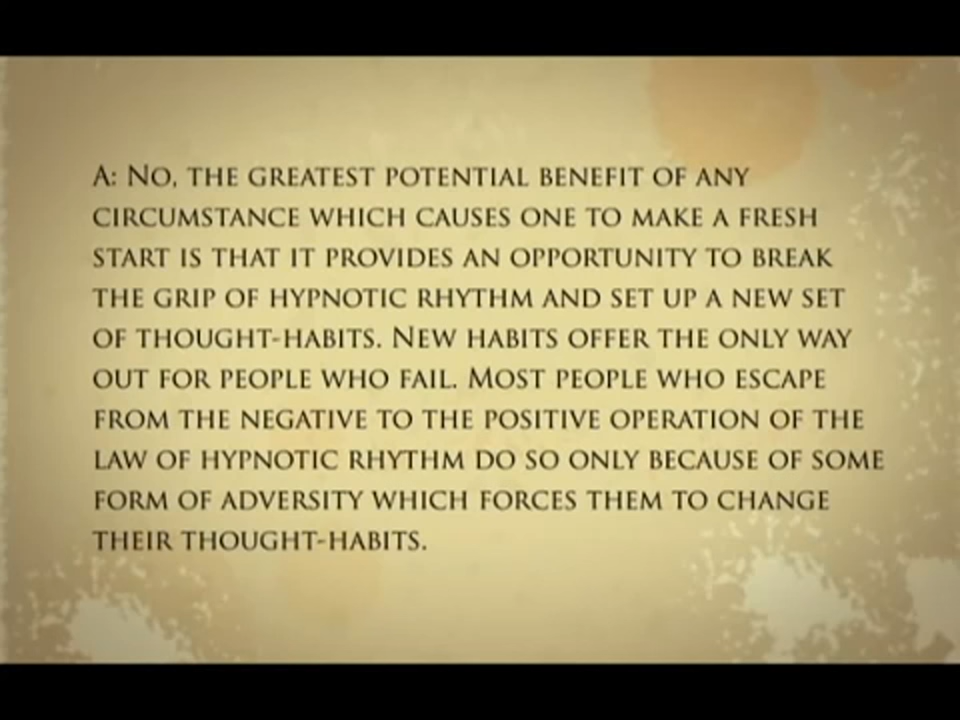 A: No, the greatest potential benefit of any
circumstance which causes one to make a fresh
start is that it provides an opportunity to break
the grip of hypnotic rhythm and set up a new set
of thought-habits. New habits offer the only way
out for people who fail. Most people who escape
from the negative to the positive operation of the
law of hypnotic rhythm do so only because of some
form of adversity which forces them to change
their thought-habits.